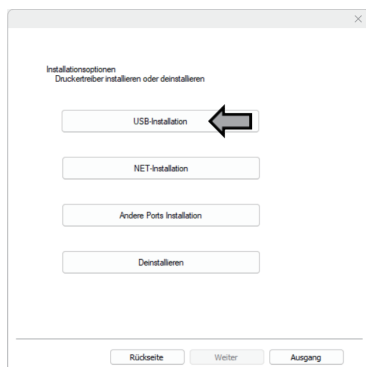 Installationsoptionen
Druckertreiber installieren oder deinstallieren
USB-Installation
NET-Installation
Andere Ports Installation
Deinstallieren
Rückseite
Weiter
Ausgang